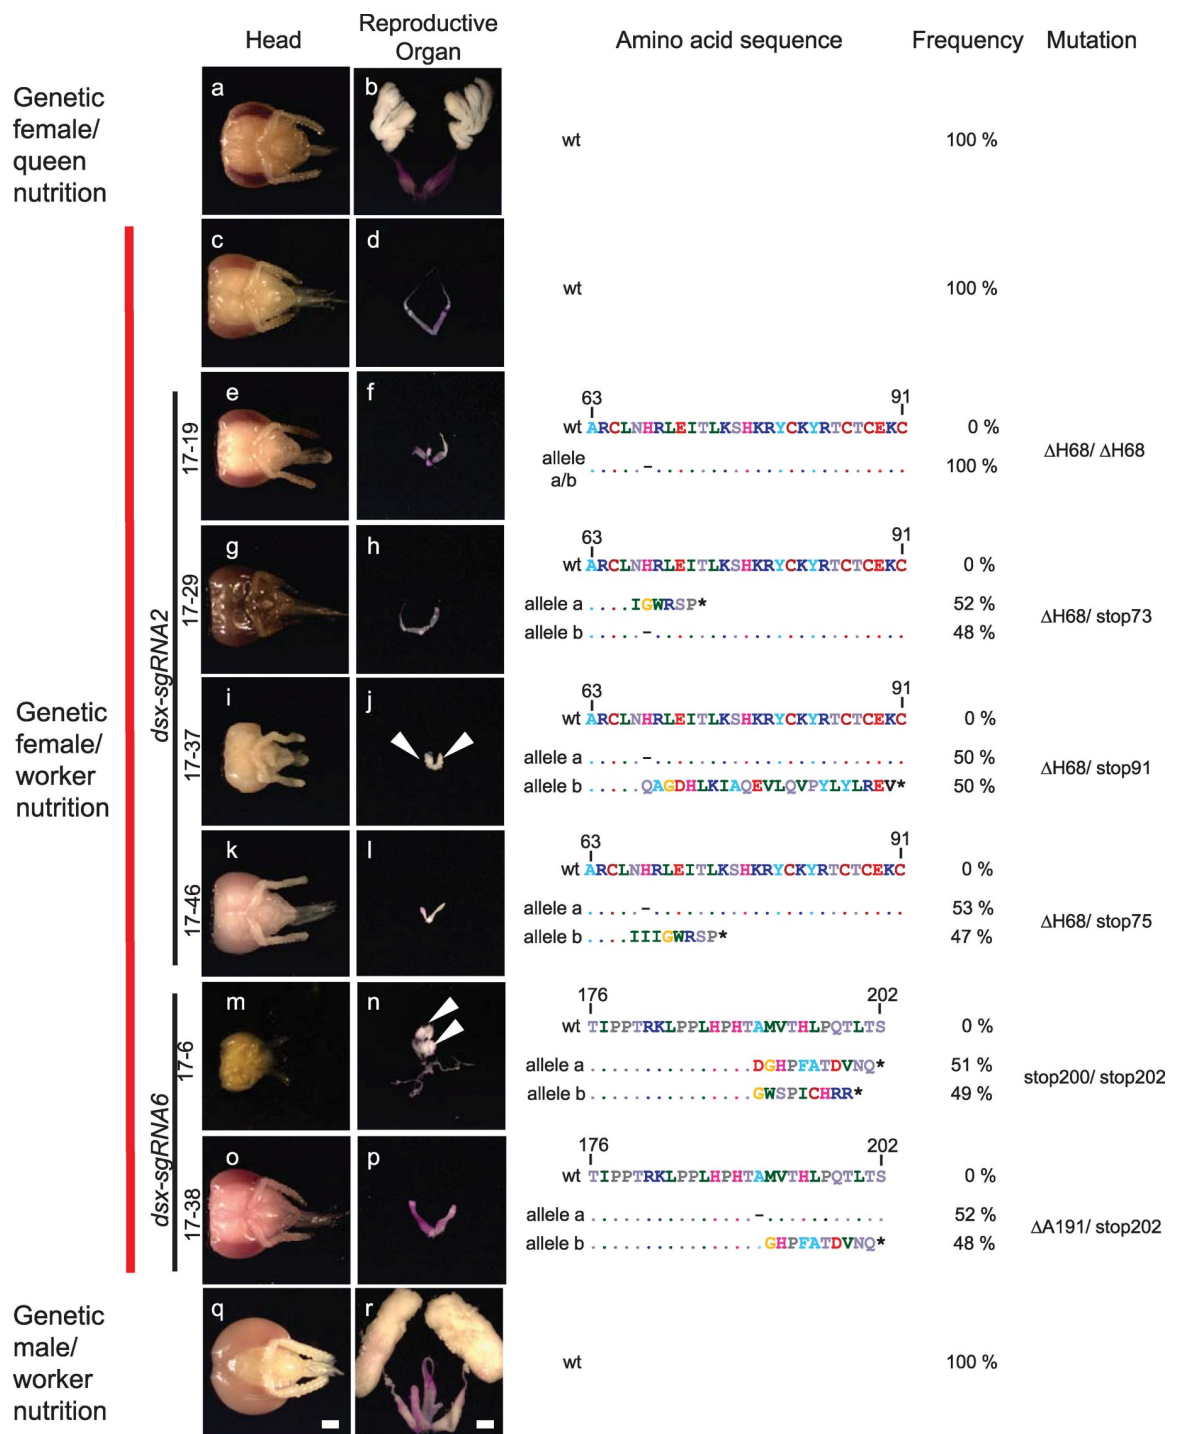 Head
Reproductive
Organ
Amino acid sequence
Frequency
Mutation
Genetic
female/
queen
nutrition
a
b
wt
100 %
c
d
wt
100 %
Genetic
female/
worker
nutrition
dsx-sgRNA2
17-19
e
f
63
91
wt ARCLNHRLEITLKSHKRYCKYRTCTCEKC
0 %
allele
a/b
.....–.......................
100 %
ΔH68/ ΔH68
17-29
g
h
63
91
wt ARCLNHRLEITLKSHKRYCKYRTCTCEKC
0 %
allele a ....IGWRSP*
52 %
allele b .....–.......................
48 %
ΔH68/ stop73
17-37
i
j
63
91
wt ARCLNHRLEITLKSHKRYCKYRTCTCEKC
0 %
allele a .....–.......................
50 %
allele b .....QAGDHLKIAQEVLQVPYLYLREV*
50 %
ΔH68/ stop91
17-46
k
l
63
91
wt ARCLNHRLEITLKSHKRYCKYRTCTCEKC
0 %
allele a .....–.......................
53 %
allele b ....IIIGWRSP*
47 %
ΔH68/ stop75
dsx-sgRNA6
17-6
m
n
176
202
wt TIPPTRKLPPLHPHTAMVTHLPQTLTS
0 %
allele a ...............DGHPFATDVNQ*
51 %
allele b ...............GWSPICHRR*
49 %
stop200/ stop202
17-38
o
p
176
202
wt TIPPTRKLPPLHPHTAMVTHLPQTLTS
0 %
allele a ...............–...........
52 %
allele b ................GHPFATDVNQ*
48 %
ΔA191/ stop202
Genetic
male/
worker
nutrition
q
r
wt
100 %